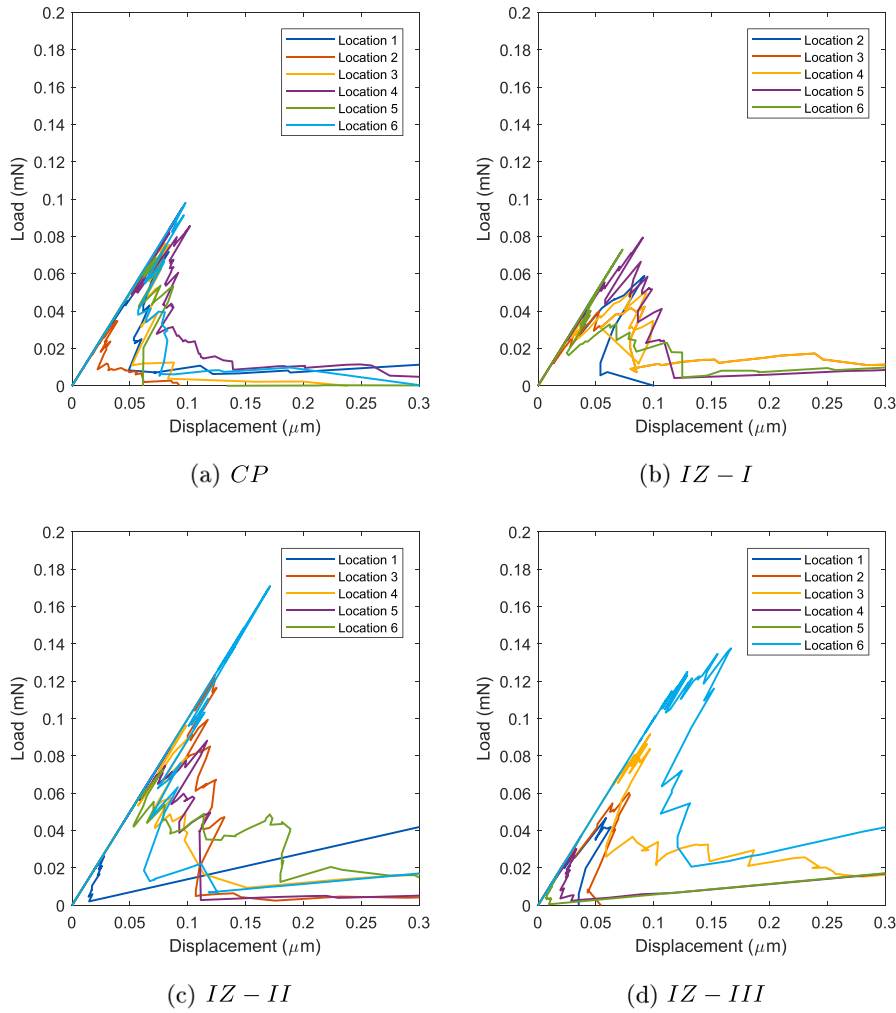 0.2
0.18
0.16
0.14
0.12
0.1
0.08
0.06
0.04
0.02
0
Load (mN)
Location 1
Location 2
Location 3
Location 4
Location 5
Location 6
0
0.05
0.1
0.15
0.2
0.25
0.3
Displacement (μm)
(a) CP
0.2
0.18
0.16
0.14
0.12
0.1
0.08
0.06
0.04
0.02
0
Load (mN)
Location 2
Location 3
Location 4
Location 5
Location 6
0
0.05
0.1
0.15
0.2
0.25
0.3
Displacement (μm)
(b) IZ − I
0.2
0.18
0.16
0.14
0.12
0.1
0.08
0.06
0.04
0.02
0
Load (mN)
Location 1
Location 3
Location 4
Location 5
Location 6
0
0.05
0.1
0.15
0.2
0.25
0.3
Displacement (μm)
(c) IZ − II
0.2
0.18
0.16
0.14
0.12
0.1
0.08
0.06
0.04
0.02
0
Load (mN)
Location 1
Location 2
Location 3
Location 4
Location 5
Location 6
0
0.05
0.1
0.15
0.2
0.25
0.3
Displacement (μm)
(d) IZ − III